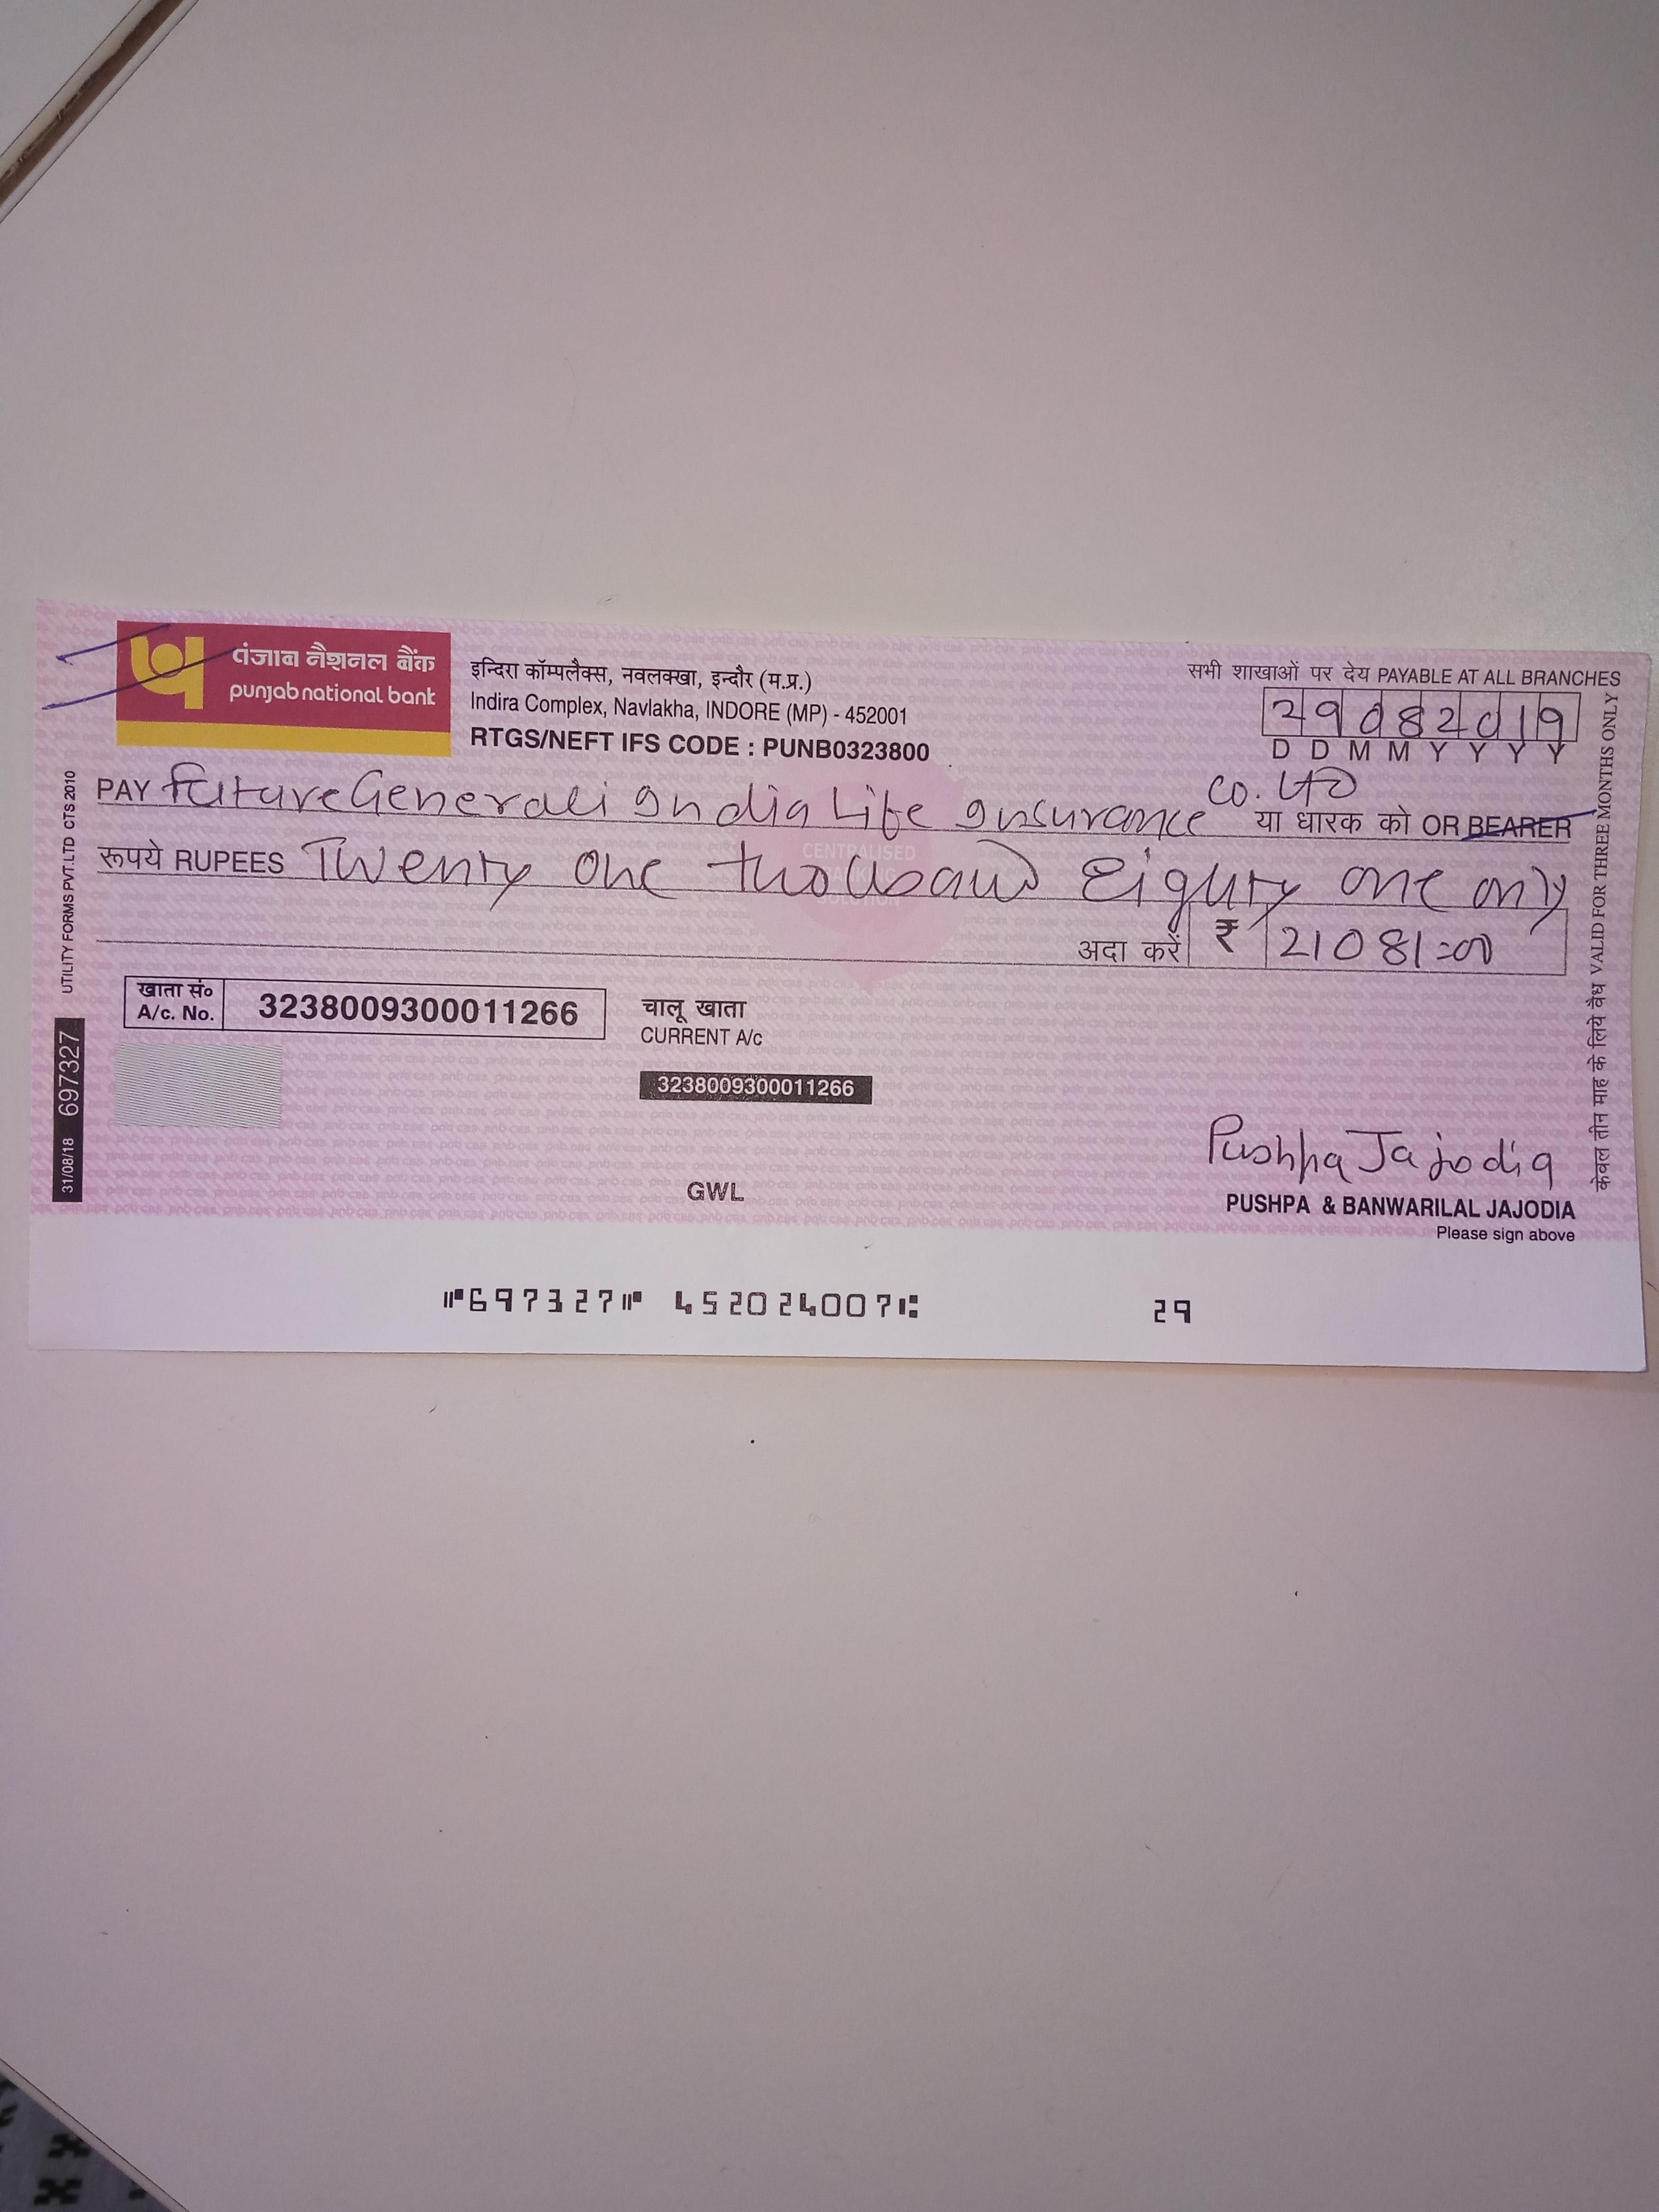 पंजाब नैशनल बैंक
punjab national bank
इन्दिरा कॉम्पलैक्स, नवलक्खा, इन्दौर (म.प्र.)
Indira Complex, Navlakha, INDORE (MP) - 452001
RTGS/NEFT IFS CODE : PUNB0323800
सभी शाखाओं पर देय PAYABLE AT ALL BRANCHES
29082019
D D M M Y Y Y Y
PAY Future Generali India Life Insurance co. LTD या धारक को OR BEARER
रूपये RUPEES Twenty One thousand Eighty one only
अदा करें ₹ 21081=00
खाता सं०
A/c. No. 3238009300011266
चालू खाता
CURRENT A/c
3238009300011266
CENTRALISED
SOLUTION
GWL
Pushpa Jajodia
PUSHPA & BANWARILAL JAJODIA
Please sign above
"697327" 452024007 29
UTILITY FORMS PVT.LTD CTS 2010
31/08/18 697327
केवल तीन माह के लिये वैध VALID FOR THREE MONTHS ONLY